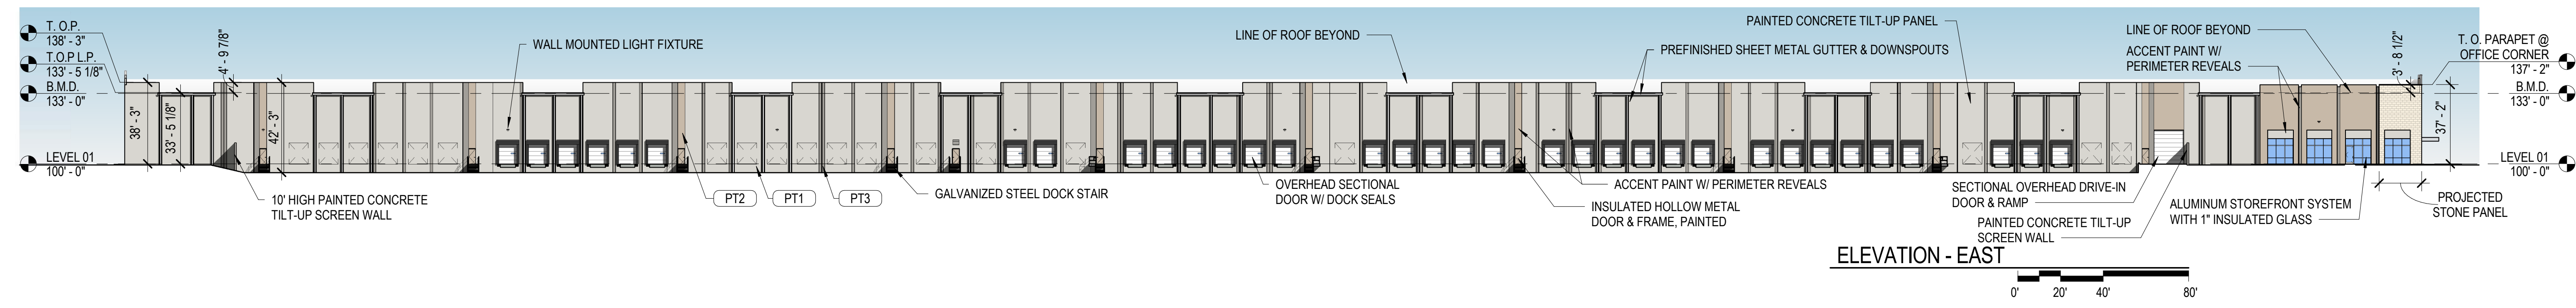 T. O.P.
138' - 3"
T.O.P L.P.
133' - 5 1/8"
B.M.D.
133' - 0"
LEVEL 01
100' - 0"
38' - 3"
33' - 5 1/8"
4' - 9 7/8"
42' - 3"
10' HIGH PAINTED CONCRETE
TILT-UP SCREEN WALL
WALL MOUNTED LIGHT FIXTURE
PT2
PT1
PT3
GALVANIZED STEEL DOCK STAIR
LINE OF ROOF BEYOND
OVERHEAD SECTIONAL
DOOR W/ DOCK SEALS
PREFINISHED SHEET METAL GUTTER & DOWNSPOUTS
PAINTED CONCRETE TILT-UP PANEL
ACCENT PAINT W/ PERIMETER REVEALS
INSULATED HOLLOW METAL
DOOR & FRAME, PAINTED
SECTIONAL OVERHEAD DRIVE-IN
DOOR & RAMP
PAINTED CONCRETE TILT-UP
SCREEN WALL
LINE OF ROOF BEYOND
ACCENT PAINT W/
PERIMETER REVEALS
ALUMINUM STOREFRONT SYSTEM
WITH 1" INSULATED GLASS
PROJECTED
STONE PANEL
3' - 8 1/2"
37' - 2"
T. O. PARAPET @
OFFICE CORNER
137' - 2"
B.M.D.
133' - 0"
LEVEL 01
100' - 0"
ELEVATION - EAST
0' 20' 40' 80'